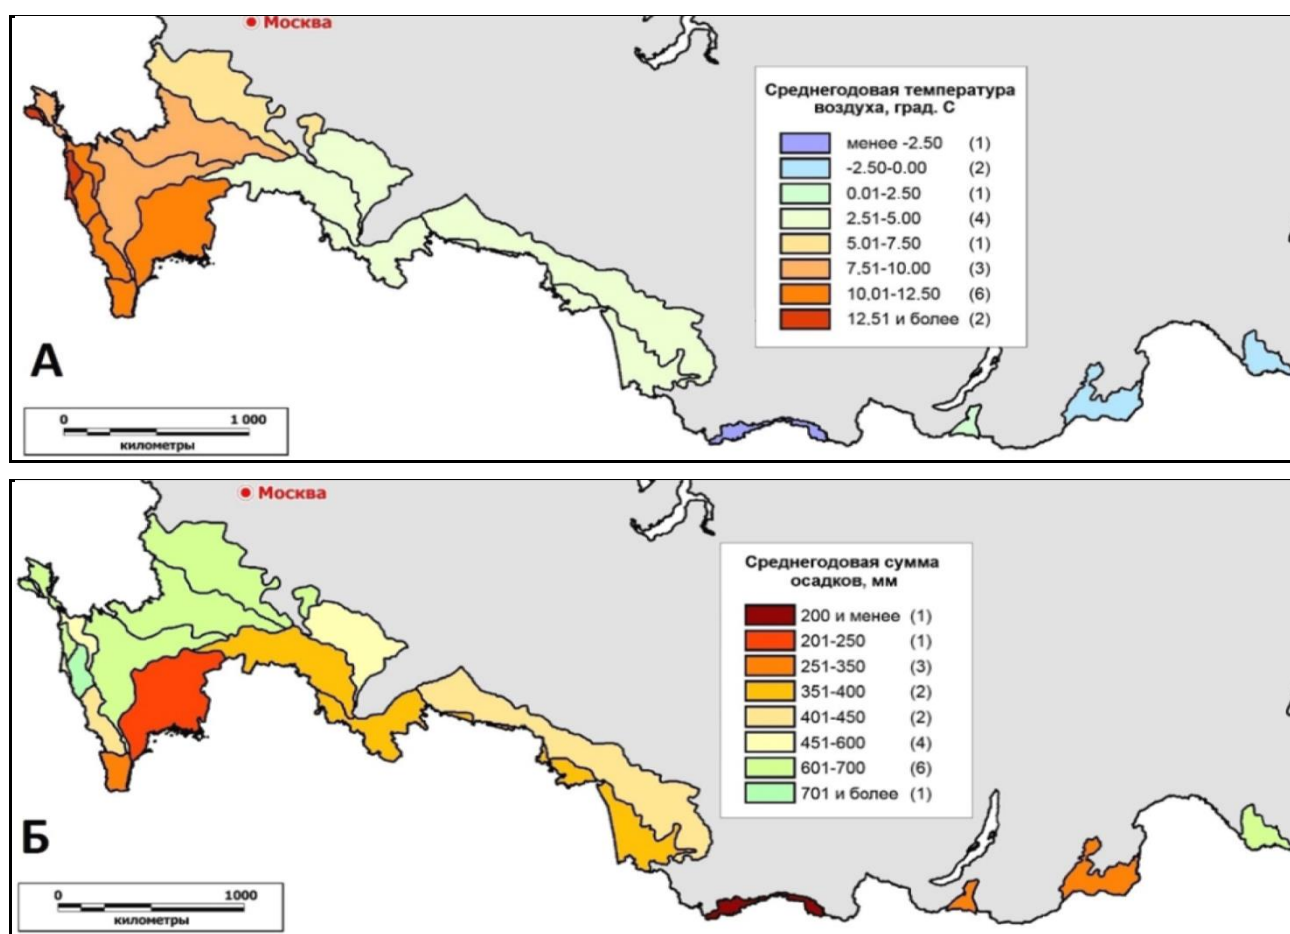 Москва
Среднегодовая температура
воздуха, град. С
менее -2.50 (1)
-2.50-0.00 (2)
0.01-2.50 (1)
2.51-5.00 (4)
5.01-7.50 (1)
7.51-10.00 (3)
10.01-12.50 (6)
12.51 и более (2)
А
0 1 000
километры
Москва
Среднегодовая сумма
осадков, мм
200 и менее (1)
201-250 (1)
251-350 (3)
351-400 (2)
401-450 (2)
451-600 (4)
601-700 (6)
701 и более (1)
Б
0 1000
километры